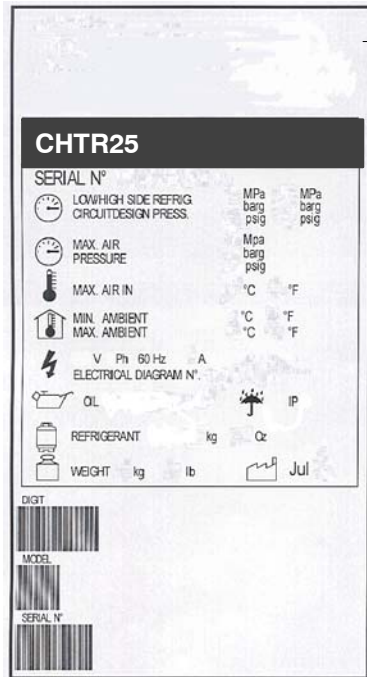 CHTR25
SERIAL N°
LOW/HIGH SIDE REFRIG. MPa MPa
CIRCUITDESIGN PRESS. barg barg
psig psig
MAX. AIR Mpa
PRESSURE barg
psig
MAX. AIR IN °C °F
MIN. AMBIENT °C °F
MAX. AMBIENT °C °F
V Ph 60 Hz A
ELECTRICAL DIAGRAM N°.
OIL IP
REFRIGERANT kg Oz
WEIGHT kg lb Jul
DIGIT
MODEL
SERIAL N°